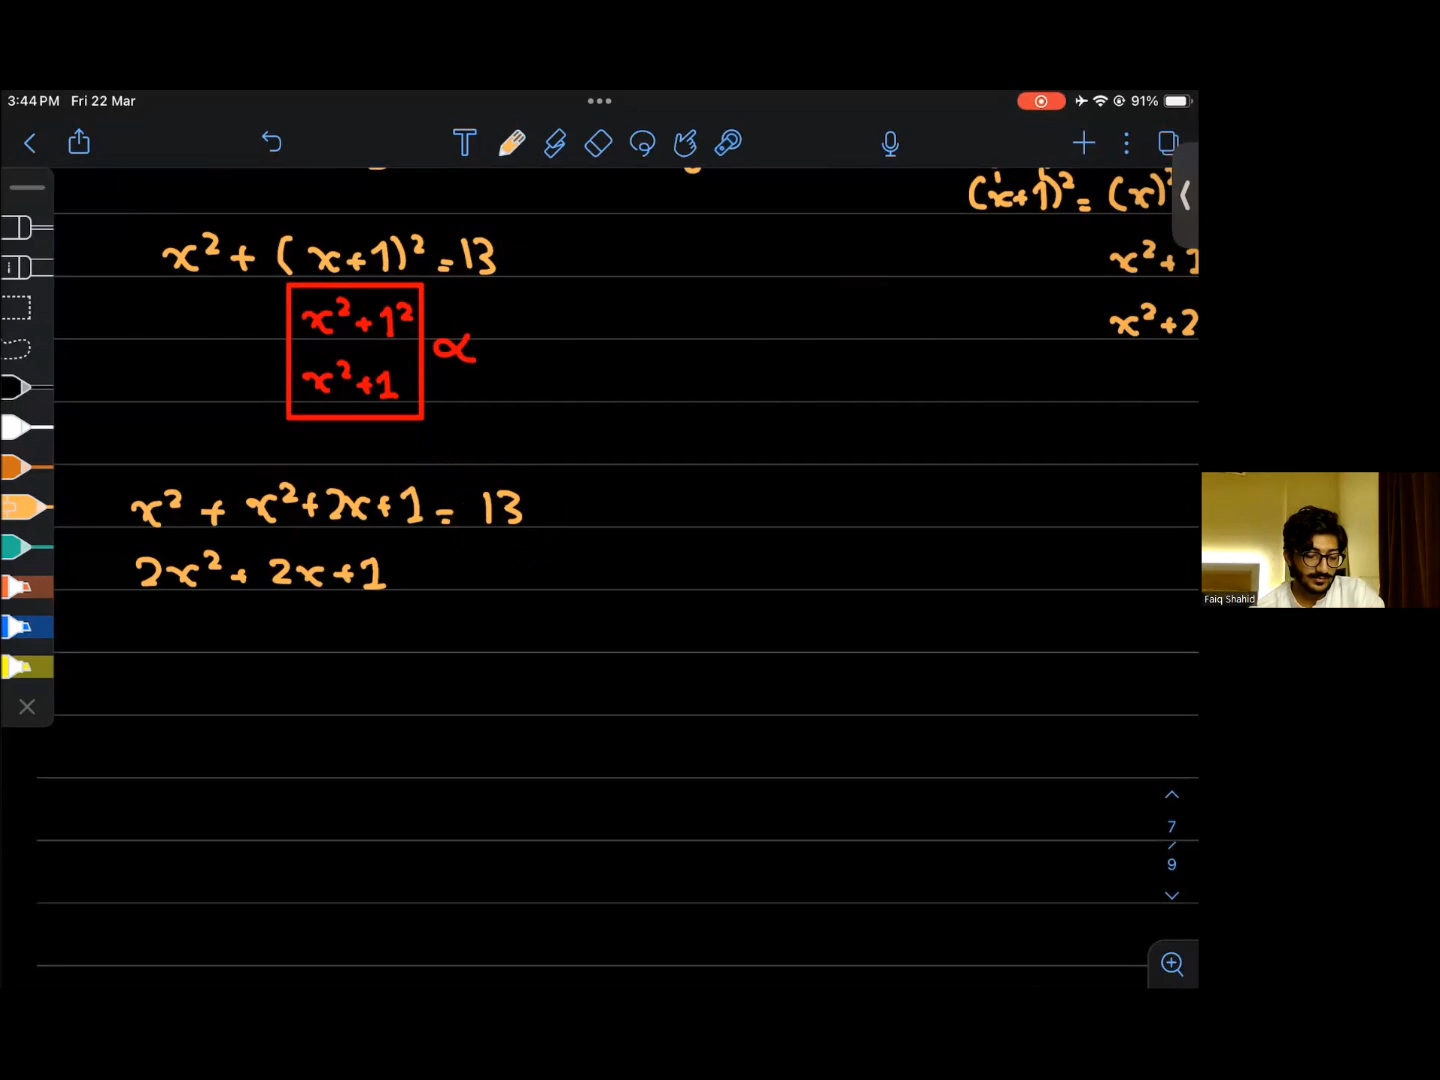 3:44 PM Fri 22 Mar
91%
(x+1)² = (x)²
x² + (x+1)² = 13
x² + 1
x² + 1²
x² + 2
x² + 1
x² + x² + 2x + 1 = 13
2x² + 2x + 1
Faiq Shahid
7
9